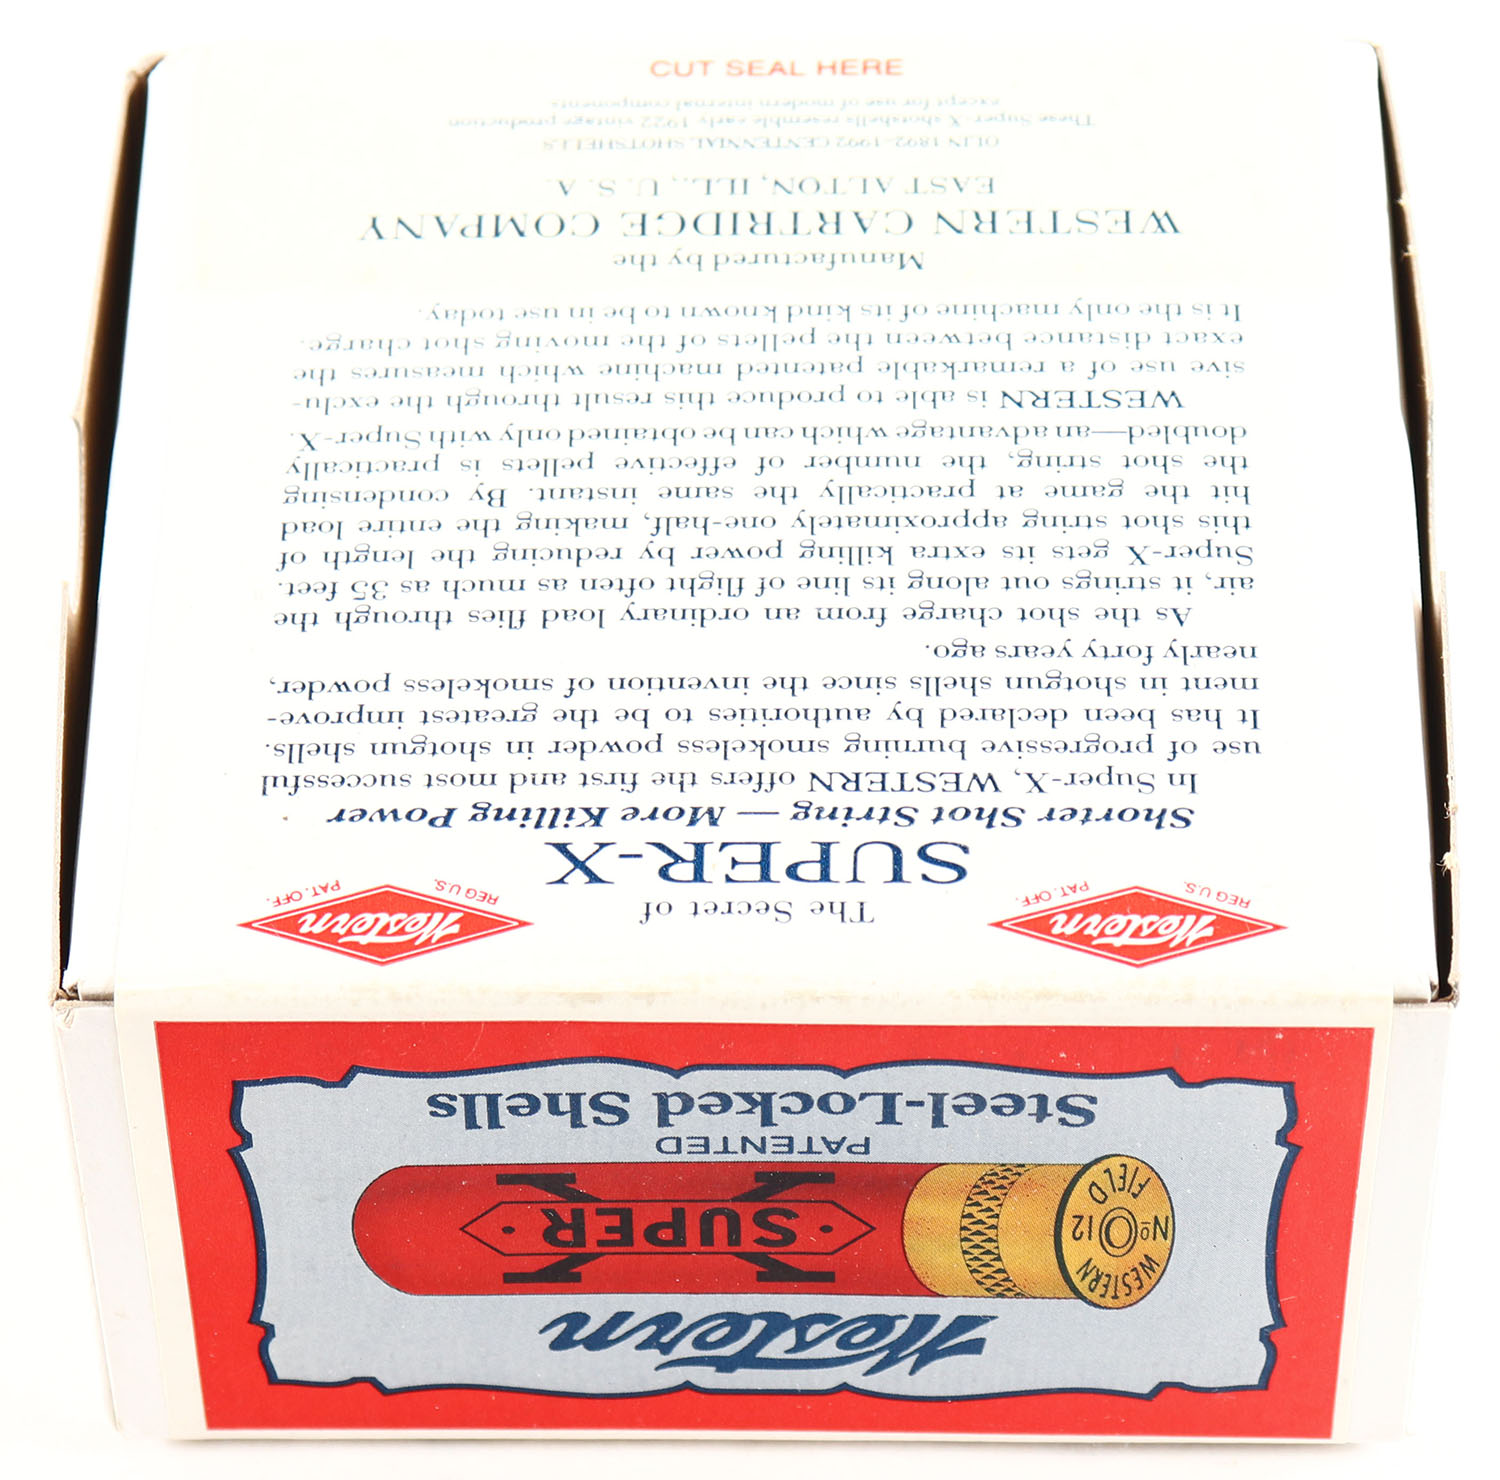 Western
SUPER X
WESTERN
No 12
FIELD
PATENTED
Steel-Locked Shells
Western
REG U.S. PAT. OFF.
Western
REG U.S. PAT. OFF.
The Secret of
SUPER-X
Shorter Shot String — More Killing Power
In Super-X, WESTERN offers the first and most successful
use of progressive burning smokeless powder in shotgun shells.
It has been declared by authorities to be the greatest improve-
ment in shotgun shells since the invention of smokeless powder,
nearly forty years ago.
As the shot charge from an ordinary load flies through the
air, it strings out along its line of flight often as much as 35 feet.
Super-X gets its extra killing power by reducing the length of
this shot string approximately one-half, making the entire load
hit the game at practically the same instant. By condensing
the shot string, the number of effective pellets is practically
doubled—an advantage which can be obtained only with Super-X.
WESTERN is able to produce this result through the exclu-
sive use of a remarkable patented machine which measures the
exact distance between the pellets of the moving shot charge.
It is the only machine of its kind known to be in use today.
Manufactured by the
WESTERN CARTRIDGE COMPANY
EAST ALTON, ILL., U.S.A.
OLIN 1892-1992 CENTENNIAL SHOTSHELLS
These Super-X shotshells resemble early 1922 vintage production
except for use of modern internal components
CUT SEAL HERE